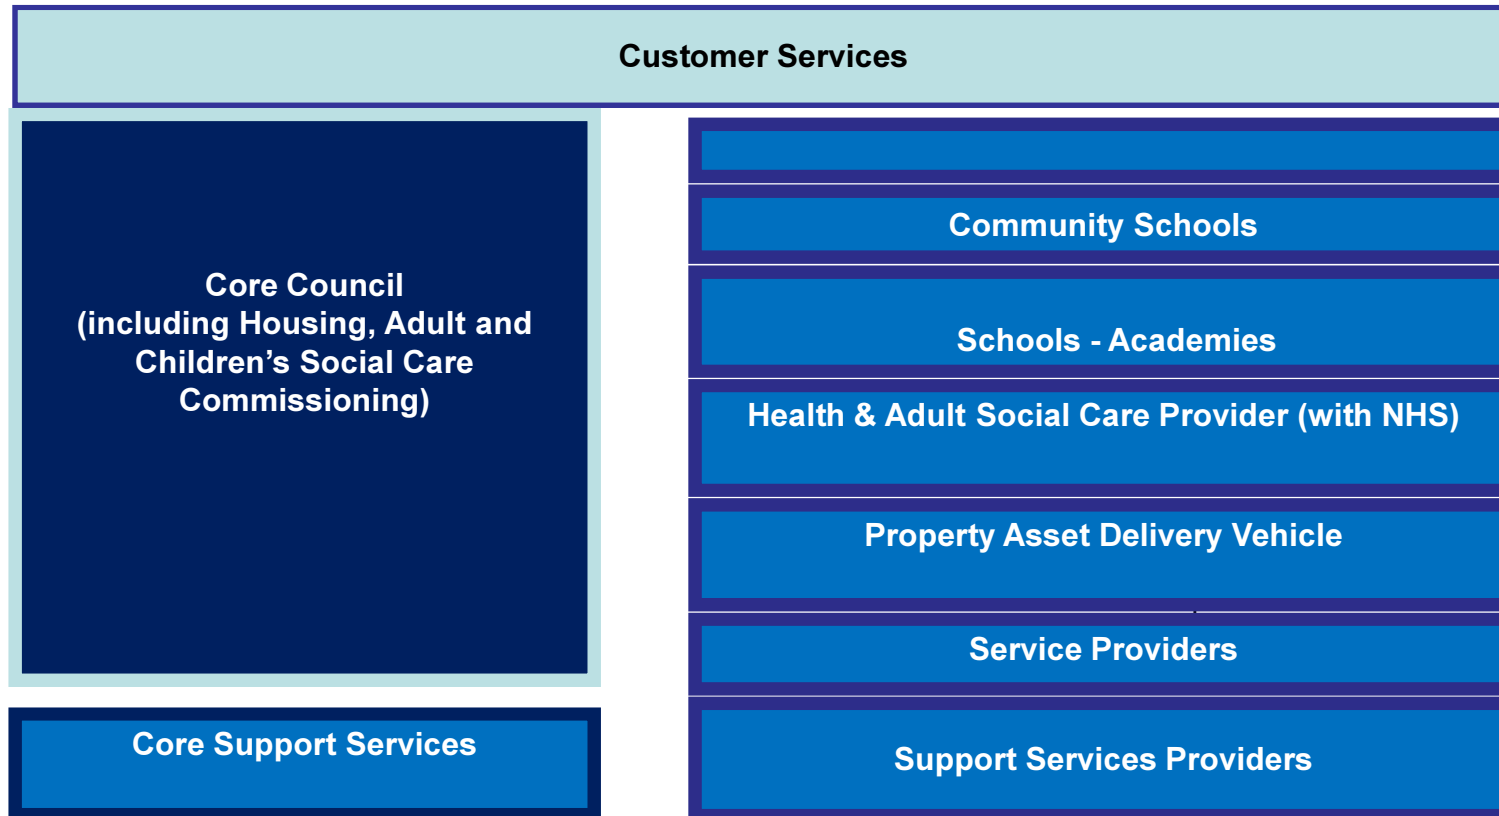 Customer Services
Core Council
(including Housing, Adult and
Children’s Social Care
Commissioning)
Core Support Services
Community Schools
Schools - Academies
Health & Adult Social Care Provider (with NHS)
Property Asset Delivery Vehicle
Service Providers
Support Services Providers